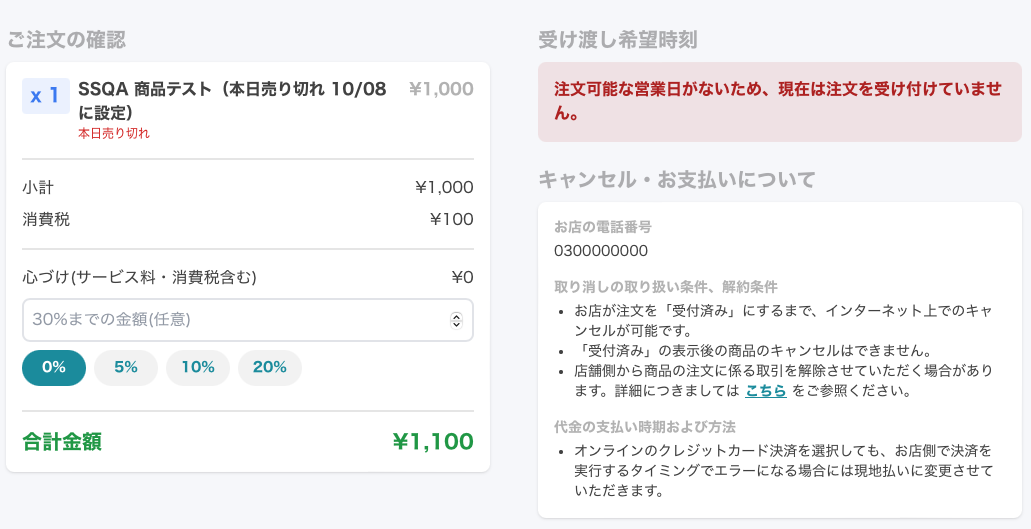 ご注文の確認
x 1
SSQA 商品テスト（本日売り切れ 10/08
に設定）
¥1,000
本日売り切れ
小計
¥1,000
消費税
¥100
心づけ(サービス料・消費税含む)
¥0
30%までの金額(任意)
0%
5%
10%
20%
合計金額
¥1,100
受け渡し希望時刻
注文可能な営業日がないため、現在は注文を受け付けていませ
ん。
キャンセル・お支払いについて
お店の電話番号
0300000000
取り消しの取り扱い条件、解約条件
• お店が注文を「受付済み」にするまで、インターネット上でのキャ
ンセルが可能です。
• 「受付済み」の表示後の商品のキャンセルはできません。
• 店舗側から商品の注文に係る取引を解除させていただく場合があり
ます。詳細につきましては こちら をご参照ください。
代金の支払い時期および方法
• オンラインのクレジットカード決済を選択しても、お店側で決済を
実行するタイミングでエラーになる場合には現地払いに変更させて
いただきます。